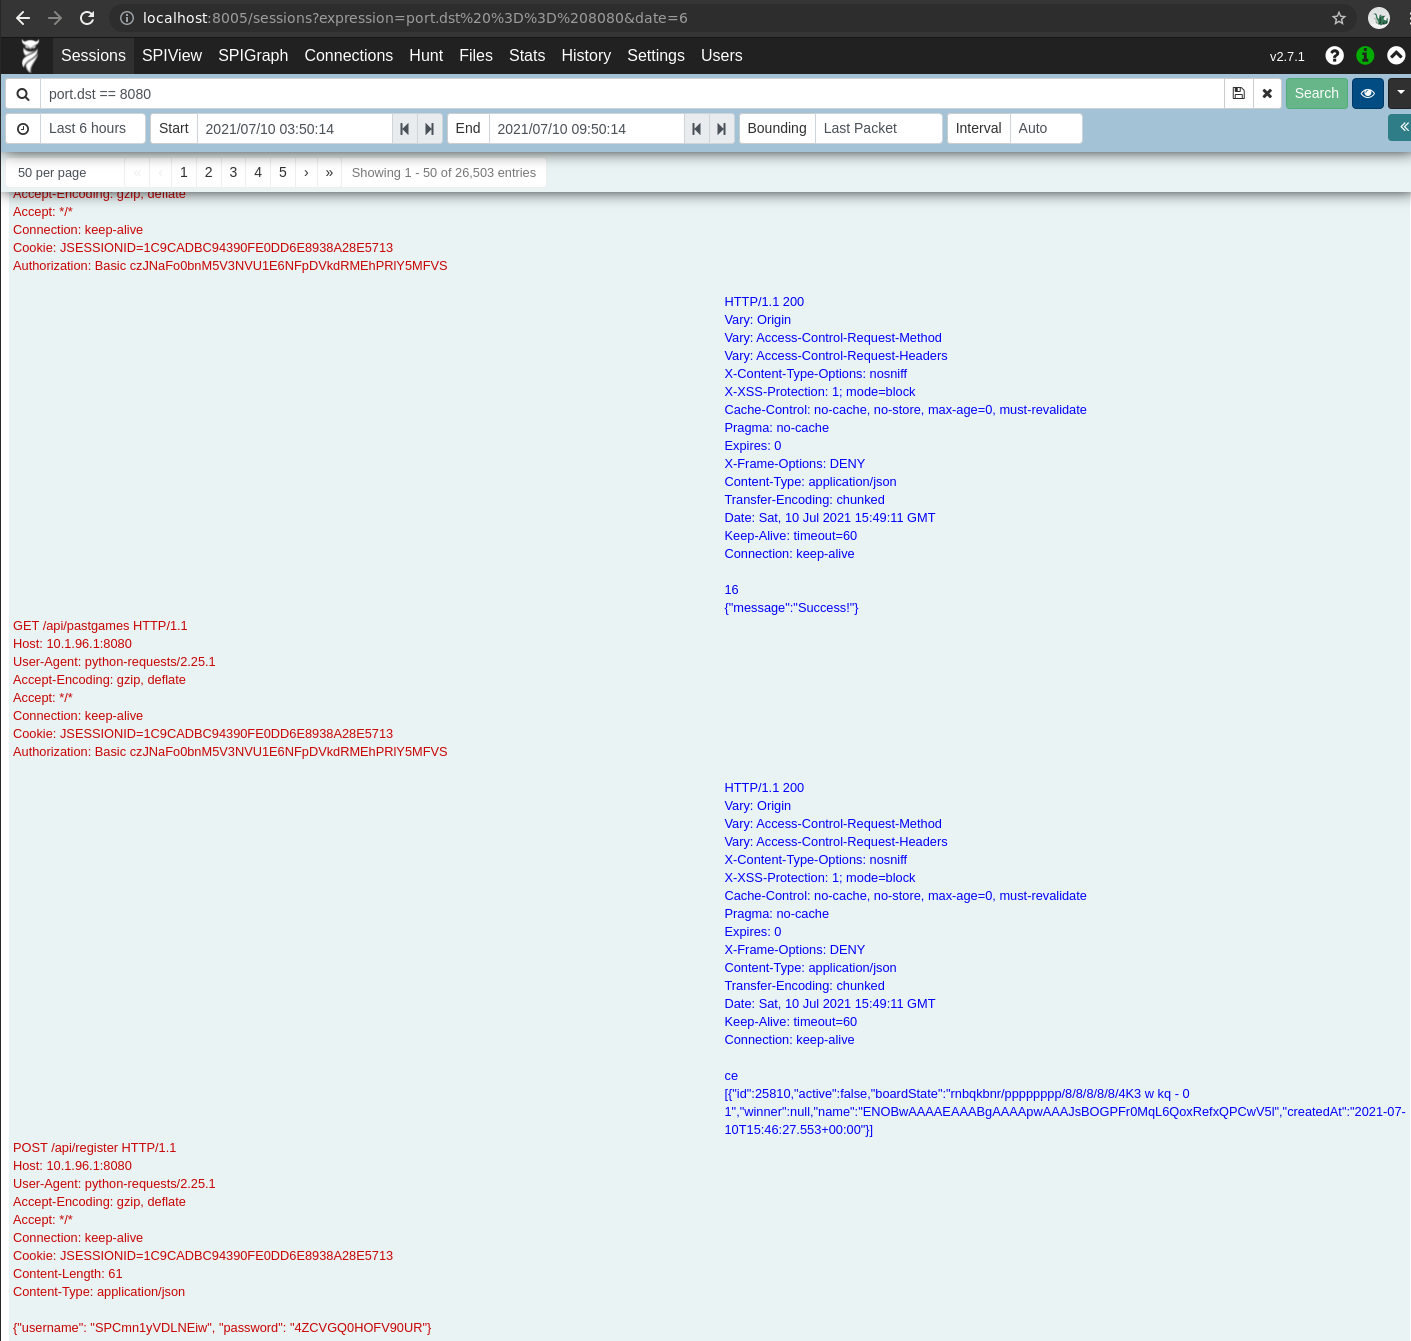 localhost:8005/sessions?expression=port.dst%20%3D%3D%208080&date=6
Sessions SPIView SPIGraph Connections Hunt Files Stats History Settings Users v2.7.1
port.dst == 8080 Search
Last 6 hours Start 2021/07/10 03:50:14 End 2021/07/10 09:50:14 Bounding Last Packet Interval Auto
50 per page « ‹ 1 2 3 4 5 › » Showing 1 - 50 of 26,503 entries
Accept-Encoding: gzip, deflate
Accept: */*
Connection: keep-alive
Cookie: JSESSIONID=1C9CADBC94390FE0DD6E8938A28E5713
Authorization: Basic czJNaFo0bnM5V3NVU1E6NFpDVkdRMEhPRlY5MFVS
HTTP/1.1 200
Vary: Origin
Vary: Access-Control-Request-Method
Vary: Access-Control-Request-Headers
X-Content-Type-Options: nosniff
X-XSS-Protection: 1; mode=block
Cache-Control: no-cache, no-store, max-age=0, must-revalidate
Pragma: no-cache
Expires: 0
X-Frame-Options: DENY
Content-Type: application/json
Transfer-Encoding: chunked
Date: Sat, 10 Jul 2021 15:49:11 GMT
Keep-Alive: timeout=60
Connection: keep-alive
16
{"message":"Success!"}
GET /api/pastgames HTTP/1.1
Host: 10.1.96.1:8080
User-Agent: python-requests/2.25.1
Accept-Encoding: gzip, deflate
Accept: */*
Connection: keep-alive
Cookie: JSESSIONID=1C9CADBC94390FE0DD6E8938A28E5713
Authorization: Basic czJNaFo0bnM5V3NVU1E6NFpDVkdRMEhPRlY5MFVS
HTTP/1.1 200
Vary: Origin
Vary: Access-Control-Request-Method
Vary: Access-Control-Request-Headers
X-Content-Type-Options: nosniff
X-XSS-Protection: 1; mode=block
Cache-Control: no-cache, no-store, max-age=0, must-revalidate
Pragma: no-cache
Expires: 0
X-Frame-Options: DENY
Content-Type: application/json
Transfer-Encoding: chunked
Date: Sat, 10 Jul 2021 15:49:11 GMT
Keep-Alive: timeout=60
Connection: keep-alive
ce
[{"id":25810,"active":false,"boardState":"rnbqkbnr/pppppppp/8/8/8/8/8/4K3 w kq - 0
1","winner":null,"name":"ENOBwAAAAEAAABgAAAApwAAAJsBOGPFr0MqL6QoxRefxQPCwV5l","createdAt":"2021-07-
10T15:46:27.553+00:00"}]
POST /api/register HTTP/1.1
Host: 10.1.96.1:8080
User-Agent: python-requests/2.25.1
Accept-Encoding: gzip, deflate
Accept: */*
Connection: keep-alive
Cookie: JSESSIONID=1C9CADBC94390FE0DD6E8938A28E5713
Content-Length: 61
Content-Type: application/json
{"username": "SPCmn1yVDLNEiw", "password": "4ZCVGQ0HOFV90UR"}